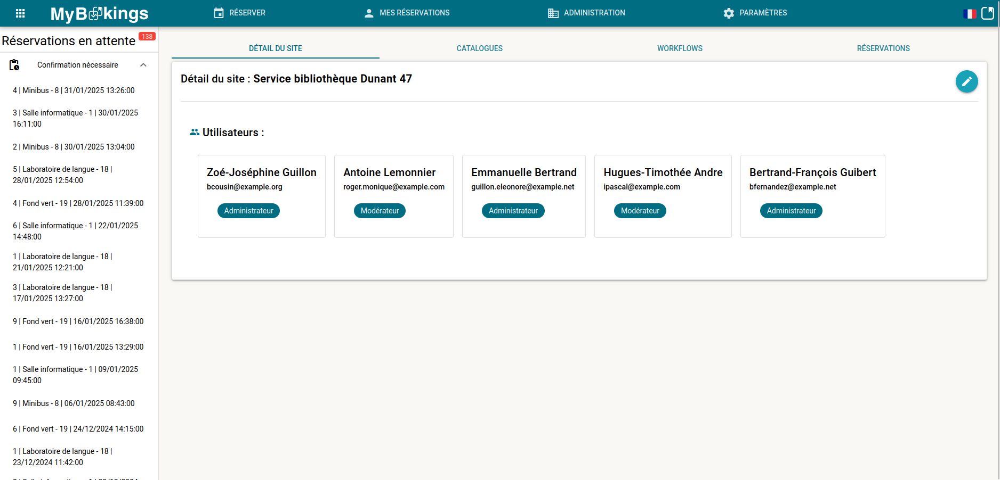 MyBookings
RÉSERVER
MES RÉSERVATIONS
ADMINISTRATION
PARAMÈTRES
Réservations en attente 138
Confirmation nécessaire
4 | Minibus - 8 | 31/01/2025 13:26:00
3 | Salle informatique - 1 | 30/01/2025
16:11:00
2 | Minibus - 8 | 30/01/2025 13:04:00
5 | Laboratoire de langue - 18 |
28/01/2025 12:54:00
4 | Fond vert - 19 | 28/01/2025 11:39:00
6 | Salle informatique - 1 | 22/01/2025
14:48:00
1 | Laboratoire de langue - 18 |
21/01/2025 12:21:00
3 | Laboratoire de langue - 18 |
17/01/2025 13:27:00
9 | Fond vert - 19 | 16/01/2025 16:38:00
1 | Fond vert - 19 | 16/01/2025 13:29:00
1 | Salle informatique - 1 | 09/01/2025
09:45:00
9 | Minibus - 8 | 06/01/2025 08:43:00
6 | Fond vert - 19 | 24/12/2024 14:15:00
1 | Laboratoire de langue - 18 |
23/12/2024 11:42:00
DÉTAIL DU SITE
CATALOGUES
WORKFLOWS
RÉSERVATIONS
Détail du site : Service bibliothèque Dunant 47
Utilisateurs :
Zoé-Joséphine Guillon
bcousin@example.org
Administrateur
Antoine Lemonnier
roger.monique@example.com
Modérateur
Emmanuelle Bertrand
guillon.eleonore@example.net
Administrateur
Hugues-Timothée Andre
ipascal@example.com
Modérateur
Bertrand-François Guibert
bfernandez@example.net
Administrateur